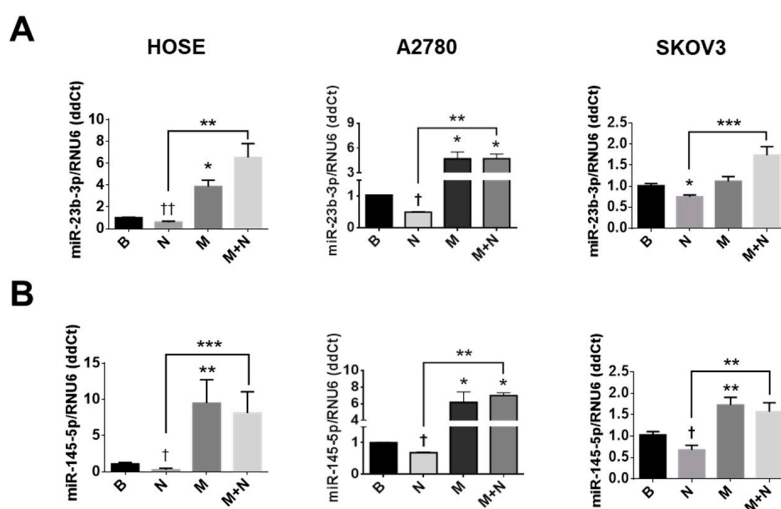 A
HOSE
A2780
SKOV3
miR-23b-3p/RNU6 (ddCt)
10
8
6
4
2
0
††
*
**
B
N
M
M+N
miR-23b-3p/RNU6 (ddCt)
9
6
3
1
0
†
*
*
**
B
N
M
M+N
miR-23b-3p/RNU6 (ddCt)
2.5
2.0
1.5
1.0
0.5
0.0
*
***
B
N
M
M+N
B
miR-145-5p/RNU6 (ddCt)
15
10
5
0
†
**
***
B
N
M
M+N
miR-145-5p/RNU6 (ddCt)
8
6
4
2
1
0
†
*
*
**
B
N
M
M+N
miR-145-5p/RNU6 (ddCt)
2.5
2.0
1.5
1.0
0.5
0.0
†
**
**
B
N
M
M+N